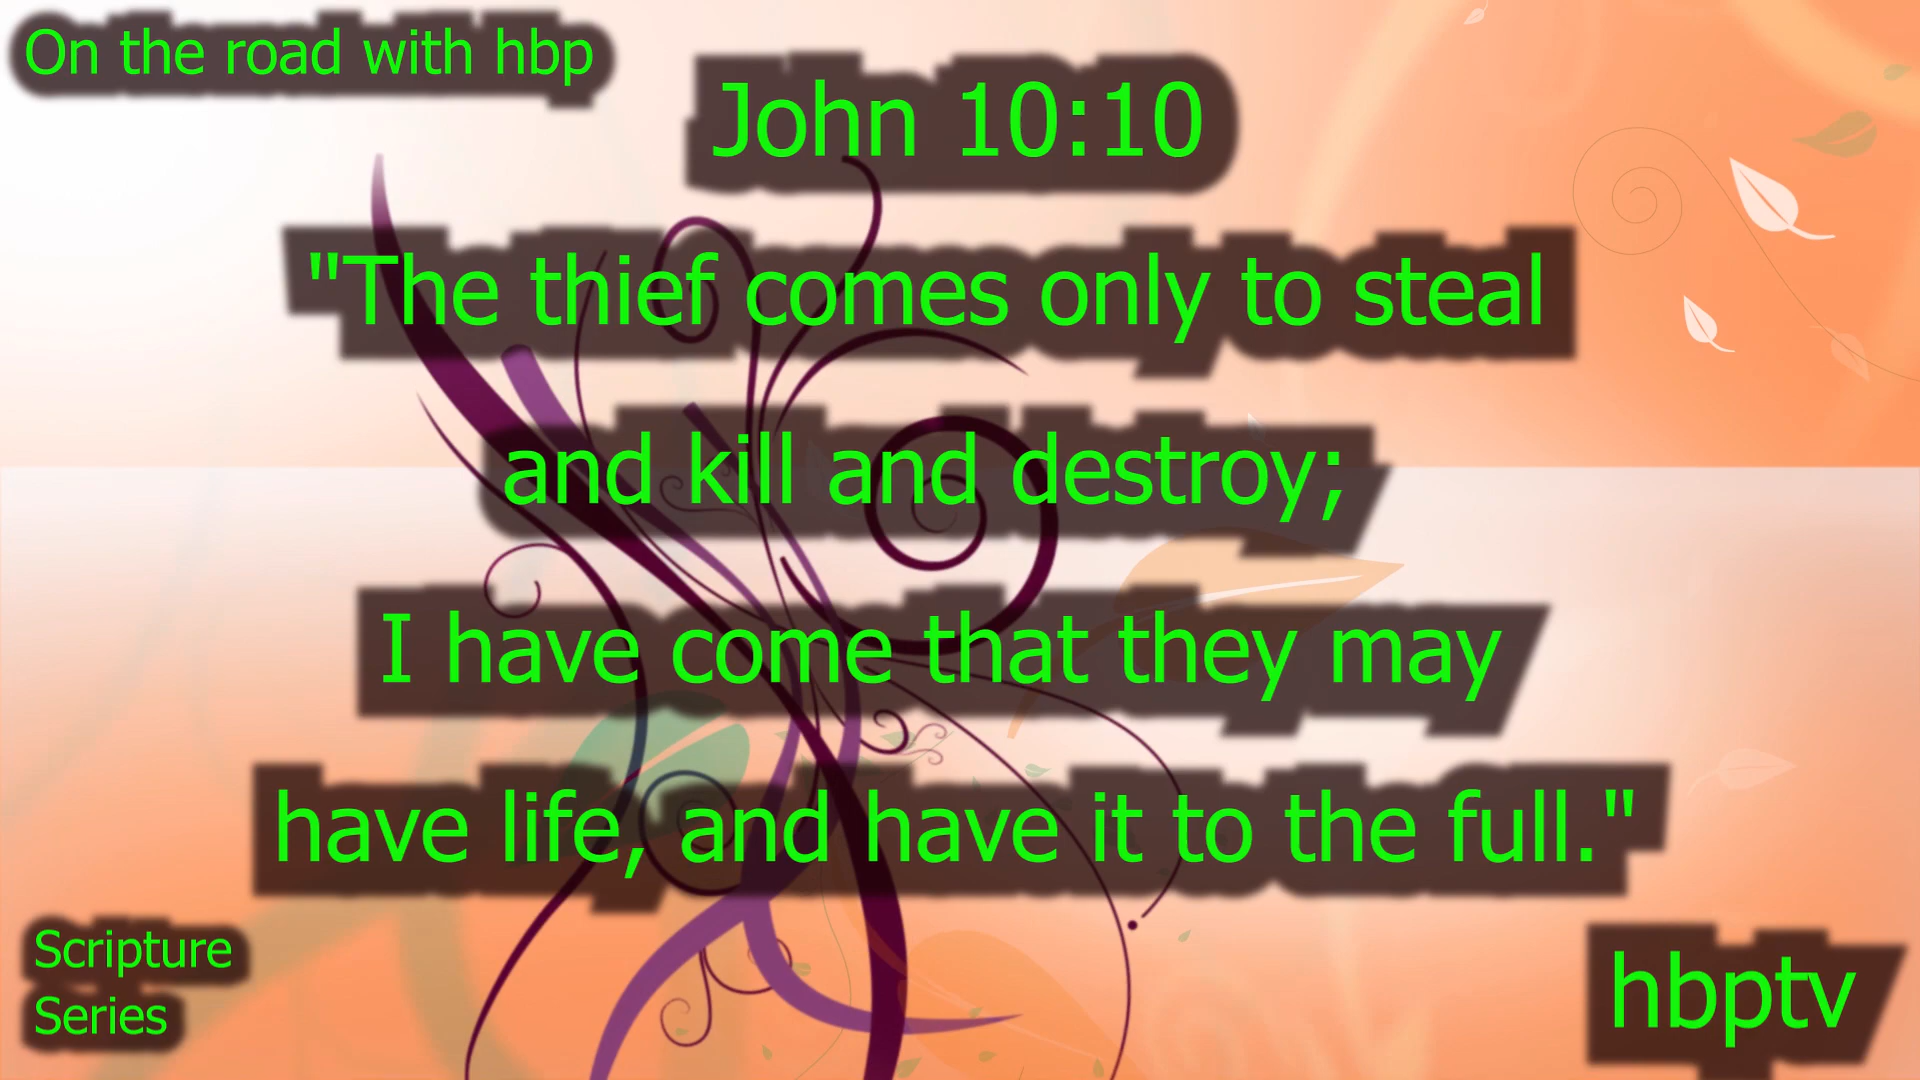 On the road with hbp
John 10:10
"The thief comes only to steal
and kill and destroy;
I have come that they may
have life, and have it to the full."
Scripture
Series
hbptv